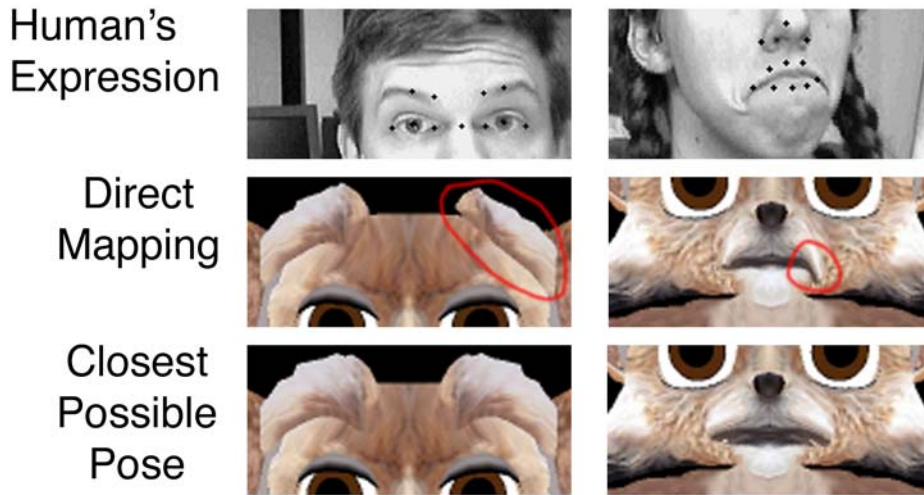 Human's
Expression
Direct
Mapping
Closest
Possible
Pose